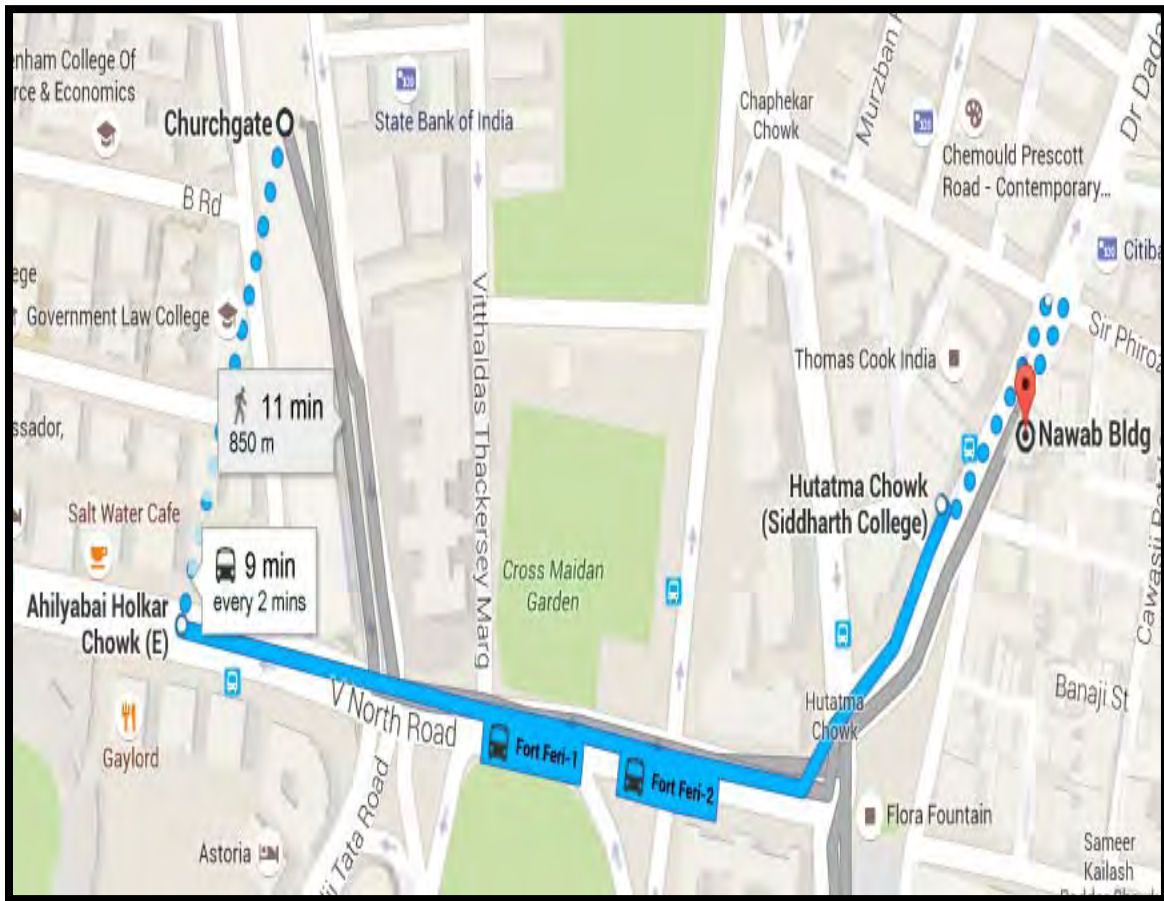 enham College Of
rce & Economics
Churchgate
State Bank of India
Chaphekar
Chowk
Murzban
Dr Dada
Chemould Prescott
Road - Contemporary...
B Rd
Citiba
ege
Government Law College
Vitthaldas Thackersey Marg
Sir Phiroz
Thomas Cook India
11 min
850 m
ssador,
Nawab Bldg
Hutatma Chowk
(Siddharth College)
Salt Water Cafe
9 min
every 2 mins
Cross Maidan
Garden
Ahilyabai Holkar
Chowk (E)
V North Road
Hutatma
Chowk
Banaji St
Gaylord
Fort Feri-1
Fort Feri-2
Flora Fountain
Astoria
Tata Road
Sameer
Kailash